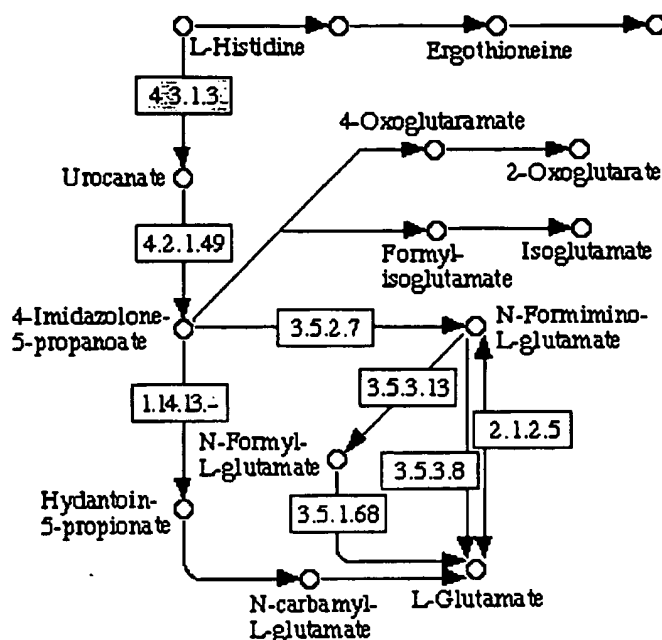 L-Histidine
Ergothioneine
4.3.1.3
4-Oxoglutaramate
Urocanate
2-Oxoglutarate
4.2.1.49
Formyl-
isoglutamate
Isoglutamate
4-Imidazolone-
5-propanoate
3.5.2.7
N-Formimino-
L-glutamate
1.14.13.-
3.5.3.13
2.1.2.5
N-Formyl-
L-glutamate
3.5.3.8
Hydantoin-
5-propionate
3.5.1.68
N-carbamyl-
L-glutamate
L-Glutamate